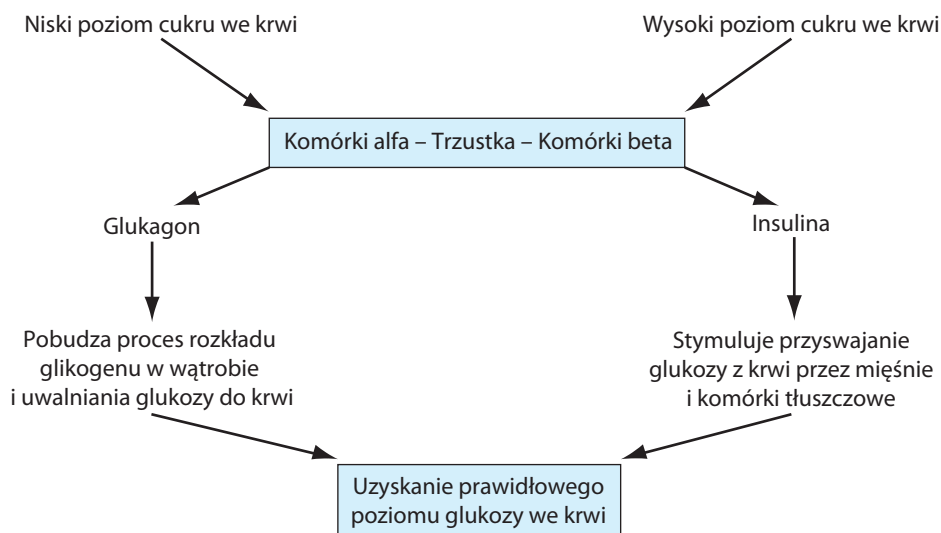 Niski poziom cukru we krwi
Wysoki poziom cukru we krwi
Komórki alfa – Trzustka – Komórki beta
Glukagon
Insulina
Pobudza proces rozkładu
glikogenu w wątrobie
i uwalniania glukozy do krwi
Stymuluje przyswajanie
glukozy z krwi przez mięśnie
i komórki tłuszczowe
Uzyskanie prawidłowego
poziomu glukozy we krwi